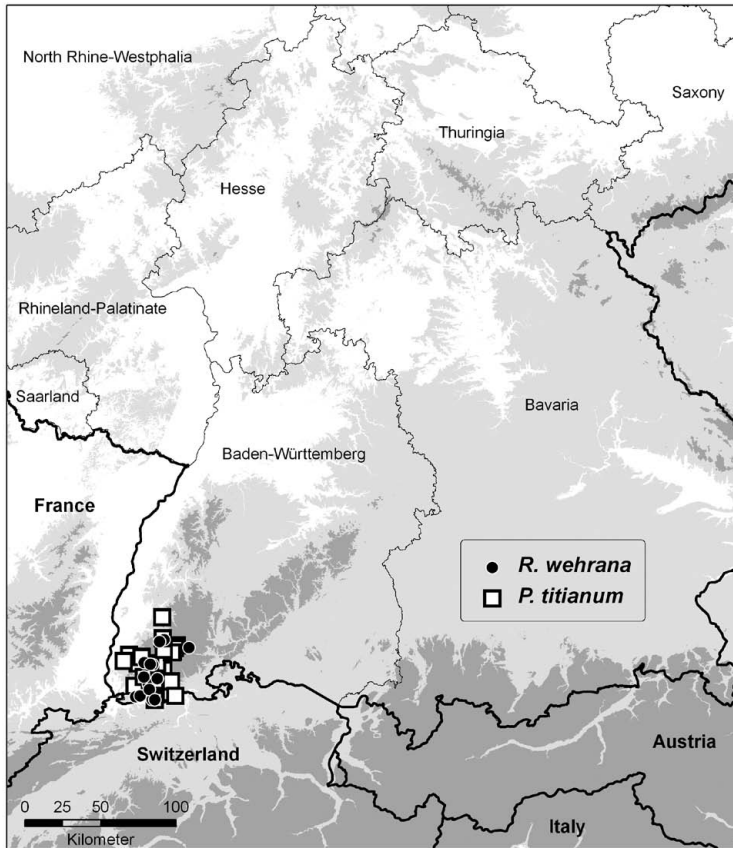 North Rhine-Westphalia
Saxony
Thuringia
Hesse
Rhineland-Palatinate
Saarland
Bavaria
Baden-Württemberg
France
R. wehrana
P. titianum
Switzerland
Austria
0 25 50 100
Kilometer
Italy